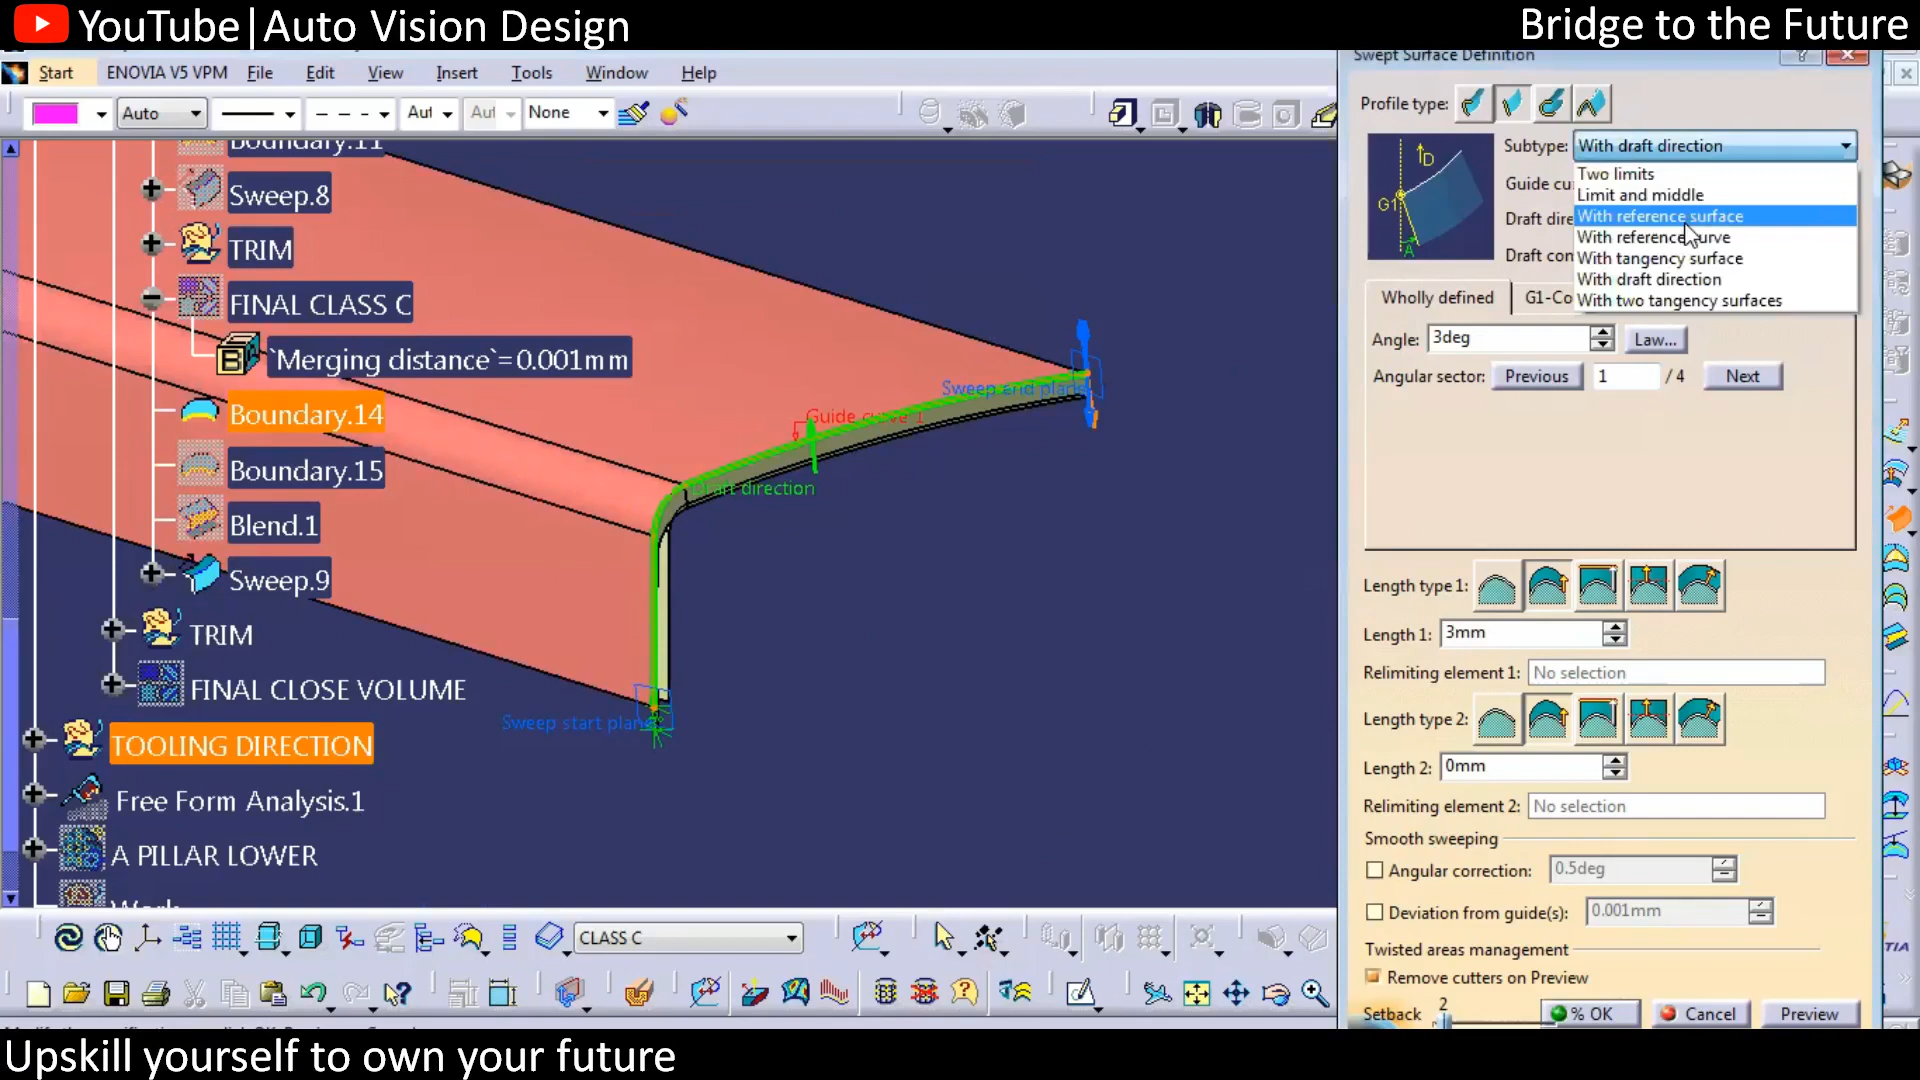 YouTube|Auto Vision Design
Bridge to the Future
Start ENOVIA V5 VPM File Edit View Insert Tools Window Help
Auto Aut Aut None
Boundary.11
Sweep.8
TRIM
FINAL CLASS C
`Merging distance`=0.001mm
Boundary.14
Boundary.15
Blend.1
Sweep.9
TRIM
FINAL CLOSE VOLUME
TOOLING DIRECTION
Free Form Analysis.1
A PILLAR LOWER
Sweep end plane
Guide curve 1
Draft direction
Sweep start plane
Swept Surface Definition
Profile type:
D
G1
A
Subtype: With draft direction
Two limits
Limit and middle
With reference surface
With reference curve
With tangency surface
With draft direction
With two tangency surfaces
Guide cu
Draft dire
Draft con
Wholly defined G1-Co
Angle: 3deg Law...
Angular sector: Previous 1 / 4 Next
Length type 1:
Length 1: 3mm
Relimiting element 1: No selection
Length type 2:
Length 2: 0mm
Relimiting element 2: No selection
Smooth sweeping
Angular correction: 0.5deg
Deviation from guide(s): 0.001mm
Twisted areas management
Remove cutters on Preview
Setback 2 % OK Cancel Preview
CLASS C
Upskill yourself to own your future